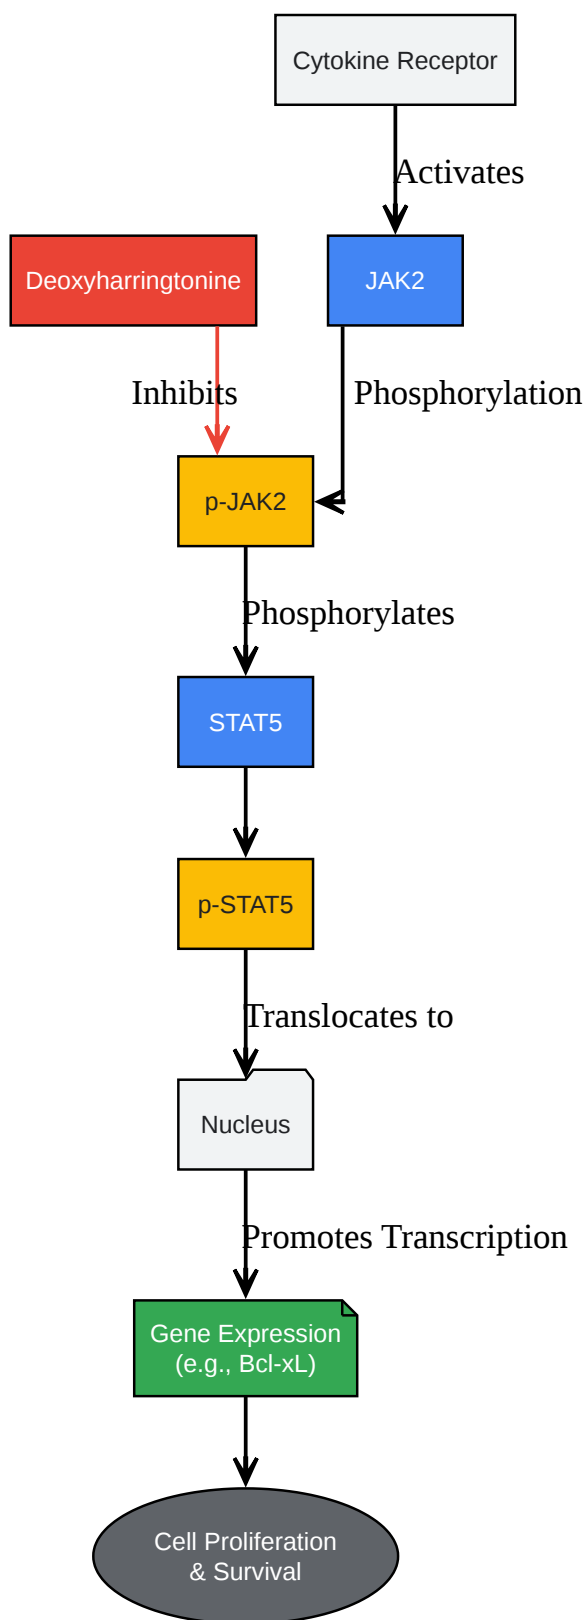 Cytokine Receptor
Activates
Deoxyharringtonine
JAK2
Inhibits
Phosphorylation
p-JAK2
Phosphorylates
STAT5
p-STAT5
Translocates to
Nucleus
Promotes Transcription
Gene Expression
(e.g., Bcl-xL)
Cell Proliferation
& Survival